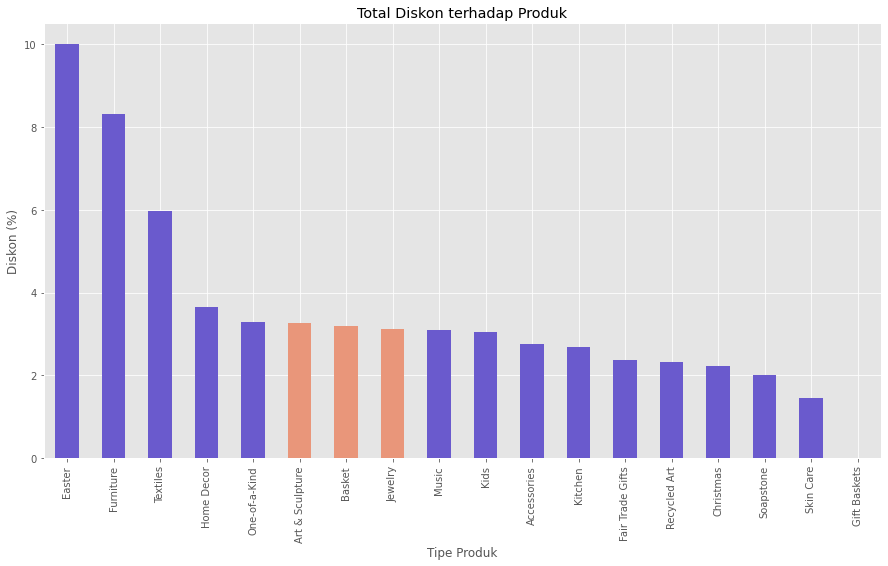 Total Diskon terhadap Produk
Diskon (%)
10
8
6
4
2
0
Easter
Furniture
Textiles
Home Decor
One-of-a-Kind
Art & Sculpture
Basket
Jewelry
Music
Kids
Accessories
Kitchen
Fair Trade Gifts
Recycled Art
Christmas
Soapstone
Skin Care
Gift Baskets
Tipe Produk